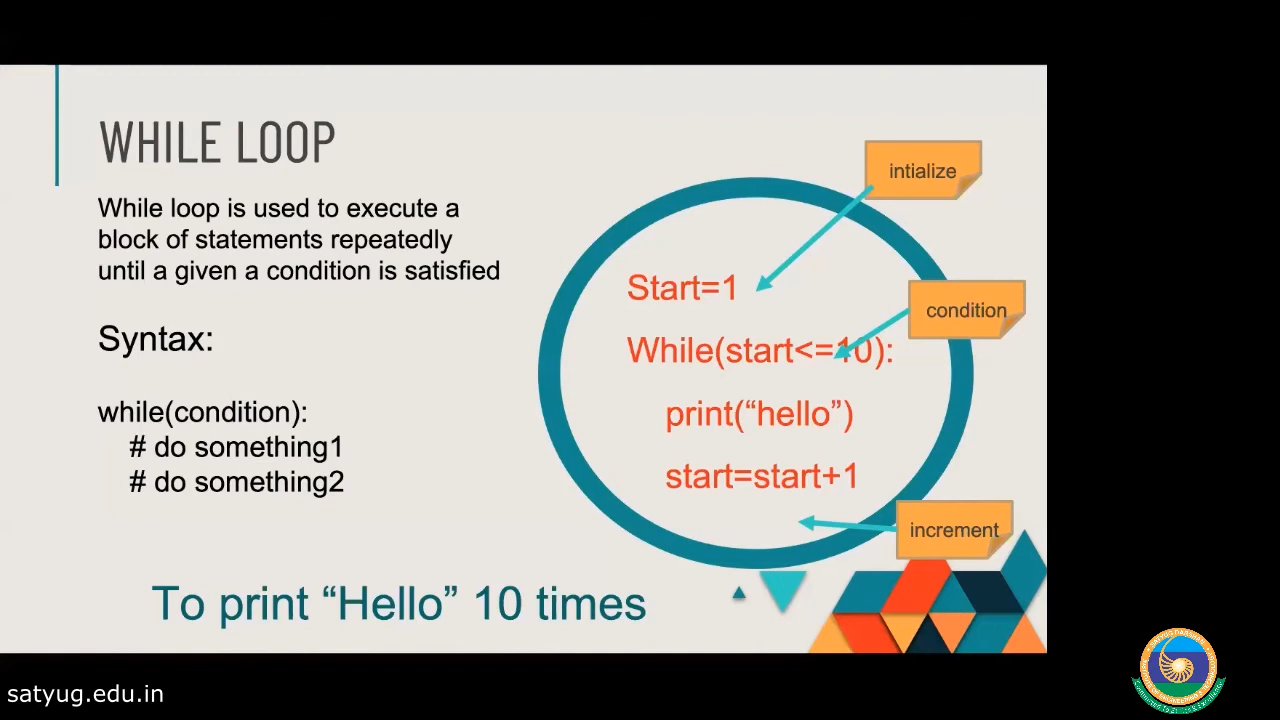 WHILE LOOP
While loop is used to execute a
block of statements repeatedly
until a given a condition is satisfied
Syntax:
while(condition):
# do something1
# do something2
intialize
Start=1
condition
While(start<=10):
print(“hello”)
start=start+1
increment
To print “Hello” 10 times
satyug.edu.in